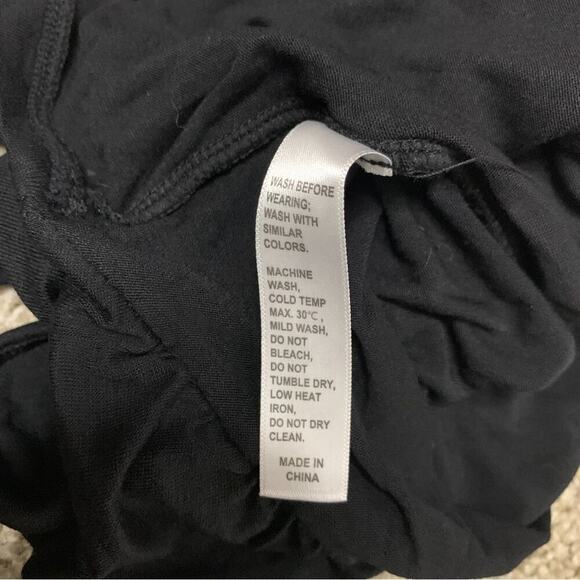 WASH BEFORE
WEARING;
WASH WITH
SIMILAR
COLORS.
MACHINE
WASH,
COLD TEMP
MAX. 30℃,
MILD WASH,
DO NOT
BLEACH,
DO NOT
TUMBLE DRY,
LOW HEAT
IRON,
DO NOT DRY
CLEAN.
MADE IN
CHINA